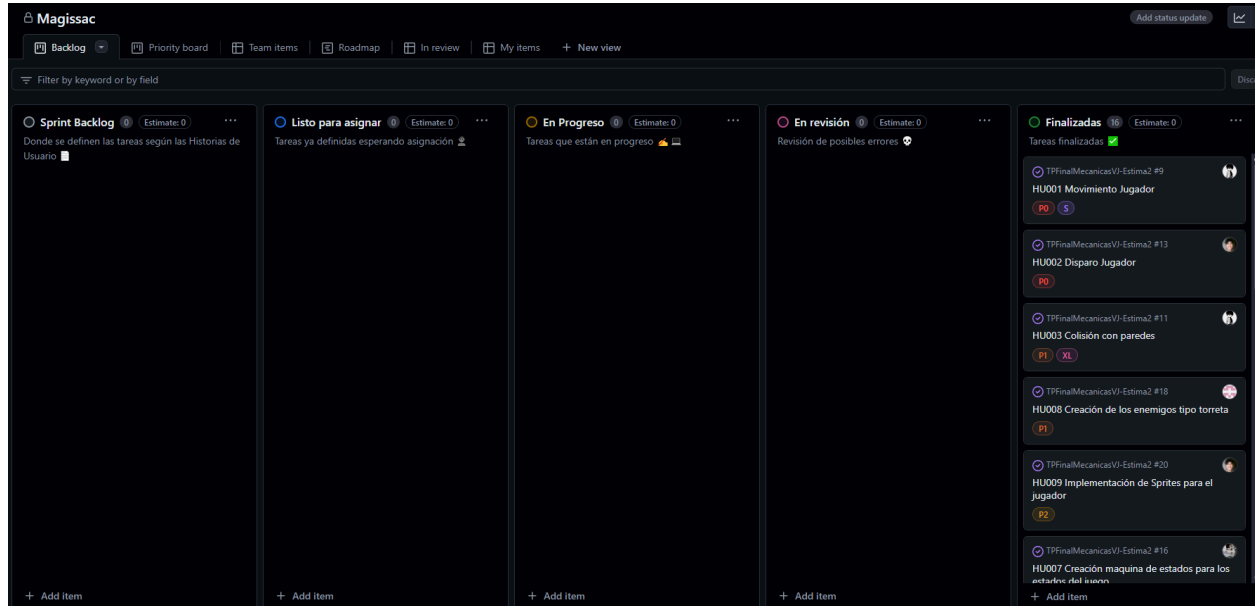 Magissac
Add status update
Backlog
Priority board
Team items
Roadmap
In review
My items
+ New view
Filter by keyword or by field
Sprint Backlog 0 Estimate: 0 ...
Donde se definen las tareas según las Historias de
Usuario
+ Add item
Listo para asignar 0 Estimate: 0 ...
Tareas ya definidas esperando asignación
+ Add item
En Progreso 0 Estimate: 0 ...
Tareas que están en progreso
+ Add item
En revisión 0 Estimate: 0 ...
Revisión de posibles errores
+ Add item
Finalizadas 16 Estimate: 0 ...
Tareas finalizadas
TPFinalMecanicasVJ-Estima2 #9
HU001 Movimiento Jugador
P0 S
TPFinalMecanicasVJ-Estima2 #13
HU002 Disparo Jugador
P0
TPFinalMecanicasVJ-Estima2 #11
HU003 Colisión con paredes
P1 XL
TPFinalMecanicasVJ-Estima2 #18
HU008 Creación de los enemigos tipo torreta
P1
TPFinalMecanicasVJ-Estima2 #20
HU009 Implementación de Sprites para el
jugador
P2
TPFinalMecanicasVJ-Estima2 #16
HU007 Creación maquina de estados para los
estados del juego
+ Add item